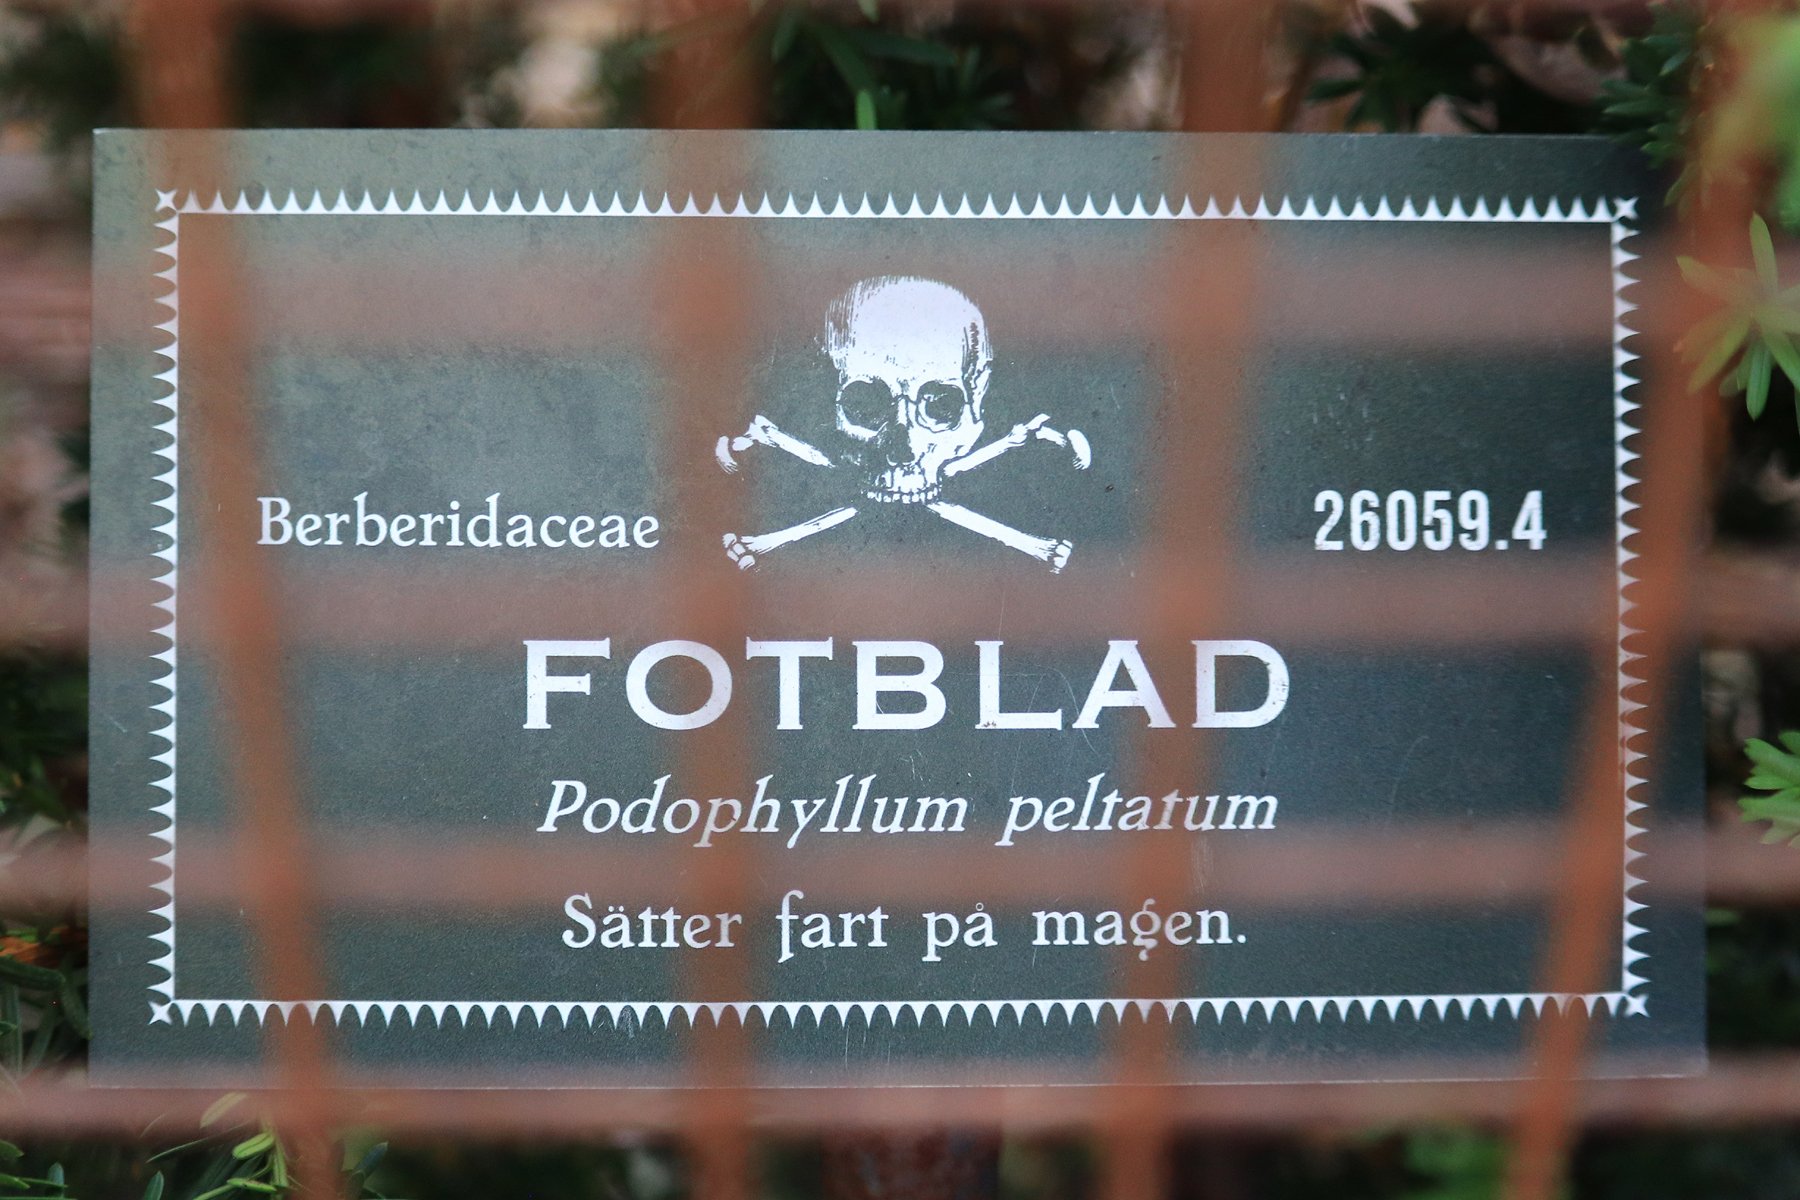 Berberidaceae
26059.4
FOTBLAD
Podophyllum peltatum
Sätter fart på magen.